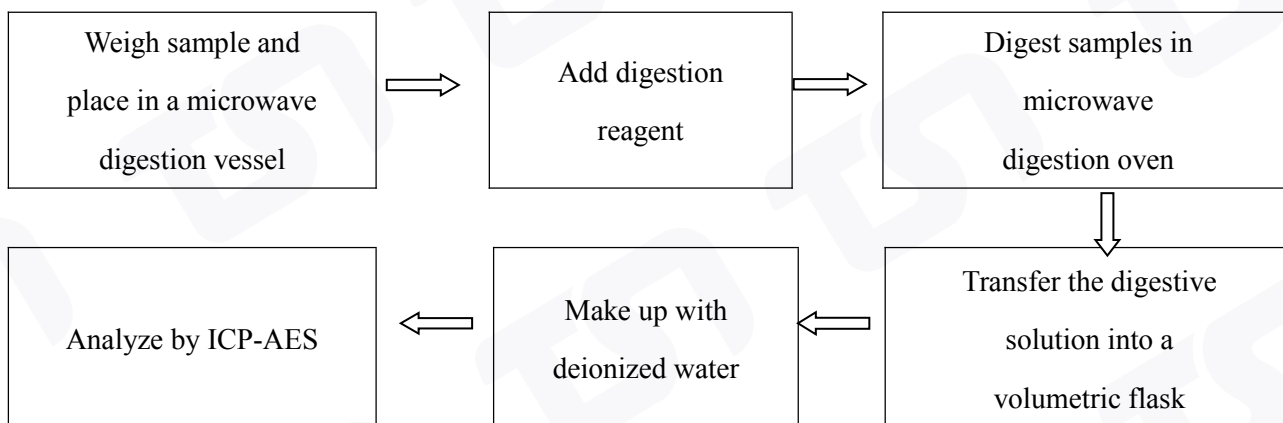 Weigh sample and
place in a microwave
digestion vessel
Add digestion
reagent
Digest samples in
microwave
digestion oven
Transfer the digestive
solution into a
volumetric flask
Make up with
deionized water
Analyze by ICP-AES